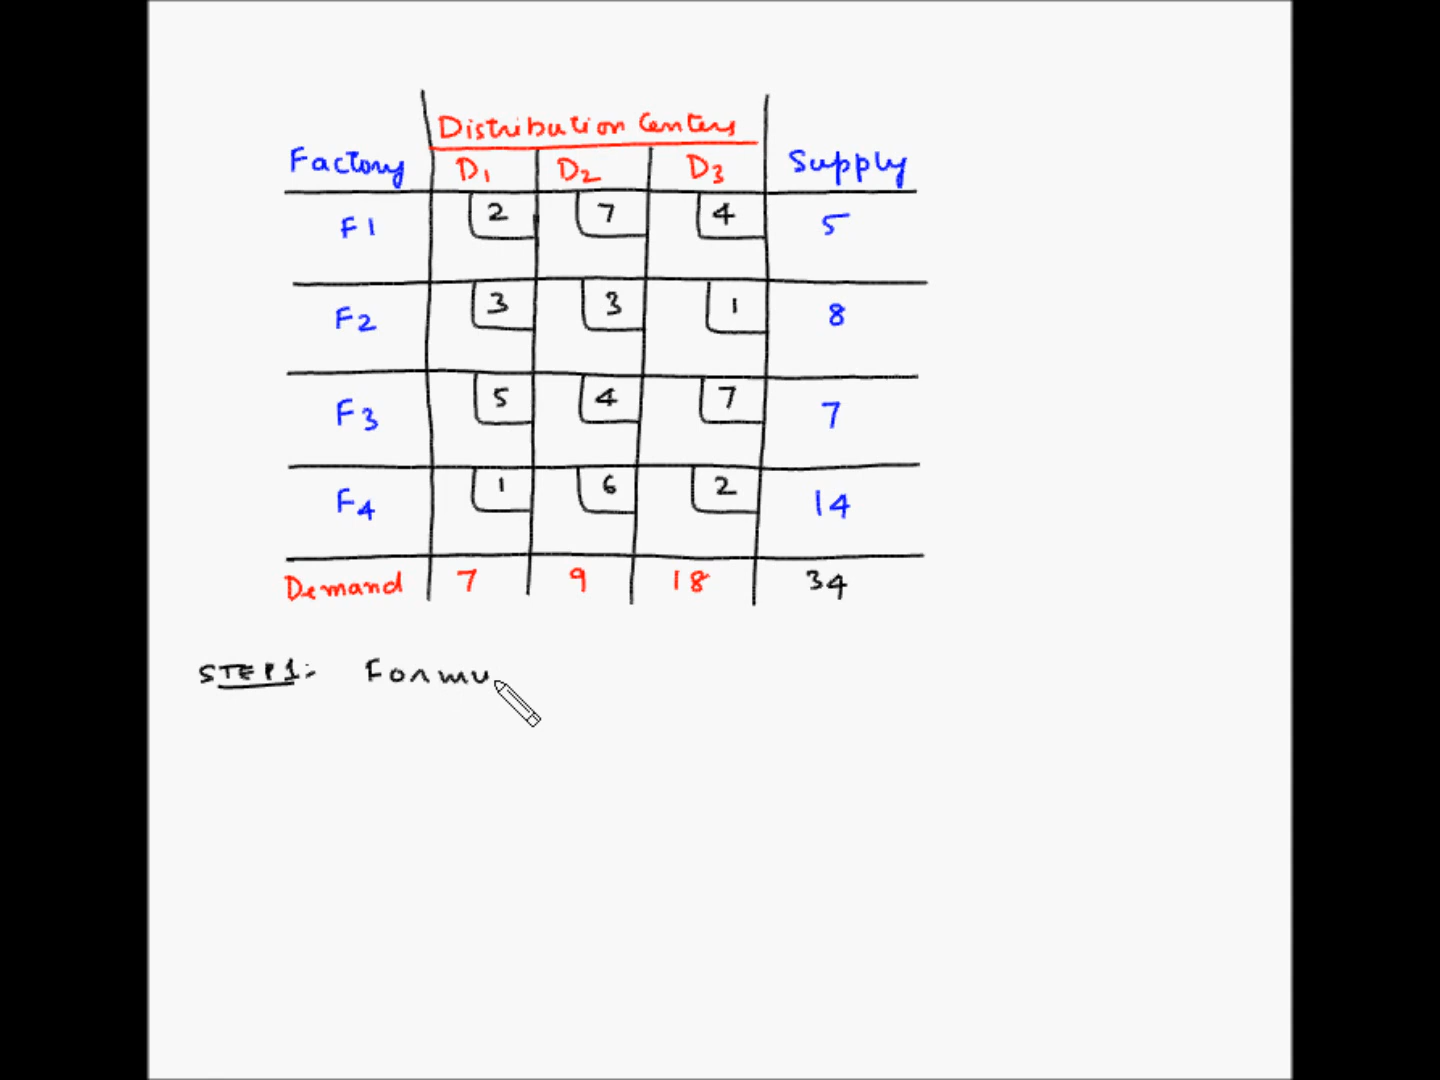 Distribution Centers
Factory D1 D2 D3 Supply
F1 2 7 4 5
F2 3 3 1 8
F3 5 4 7 7
F4 1 6 2 14
Demand 7 9 18 34
STEP1:- Formu